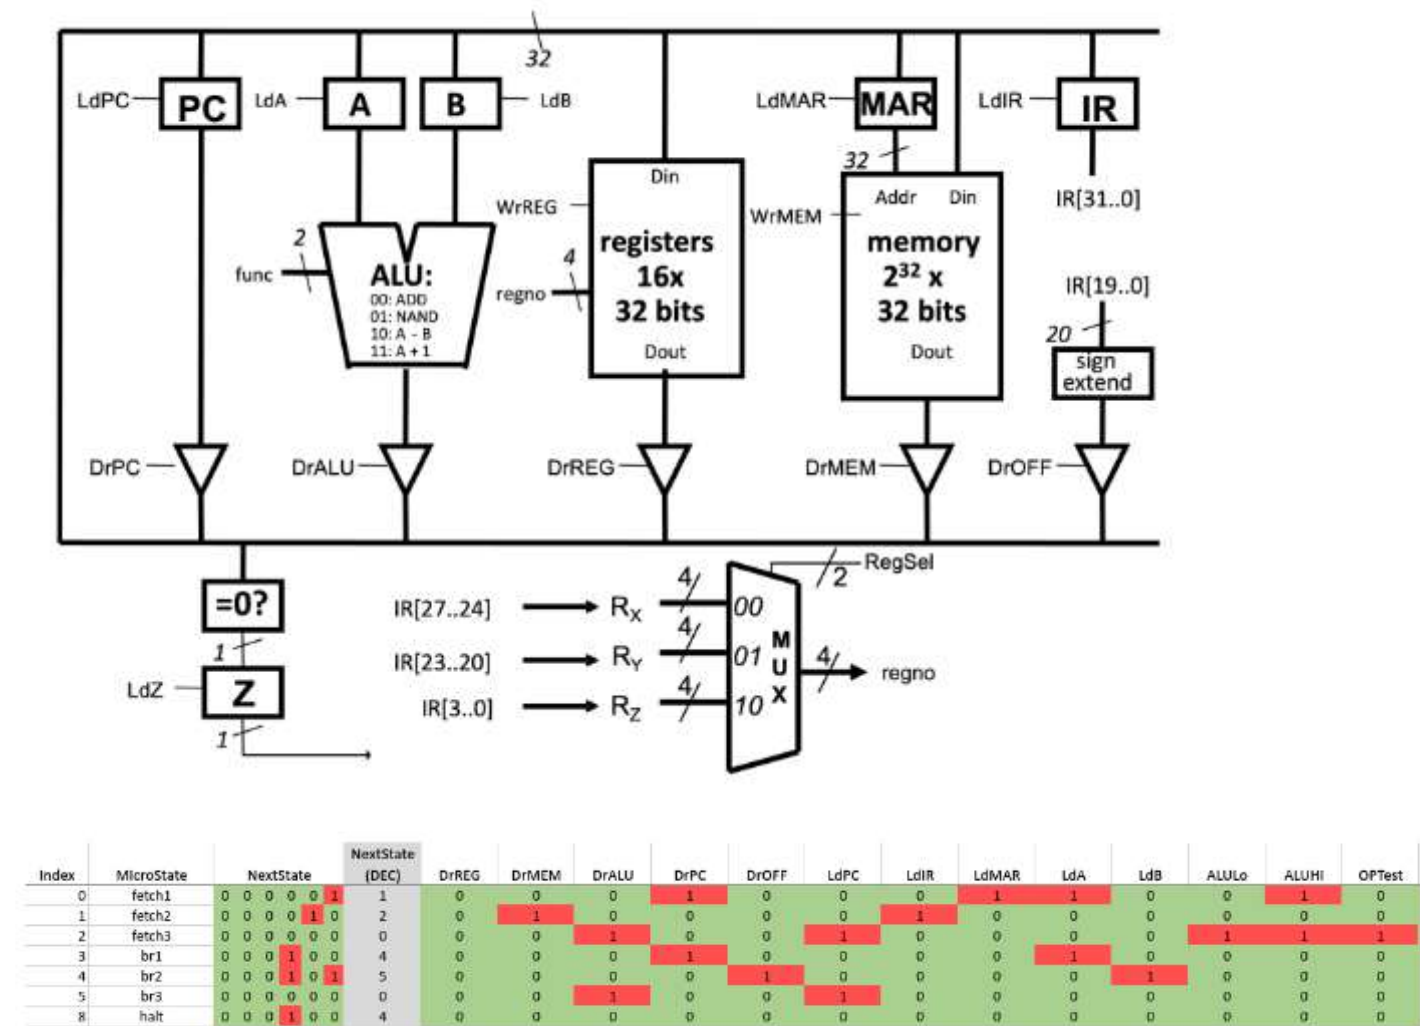 32
LdPC PC LdA A B LdB LdMAR MAR LdIR IR
32
IR[31..0]
WrREG Din
regno 4
registers
16x
32 bits
Dout
func 2
ALU:
00: ADD
01: NAND
10: A - B
11: A + 1
WrMEM Addr Din
memory
2³² x
32 bits
Dout
IR[19..0]
20
sign
extend
DrPC DrALU DrREG DrMEM DrOFF
=0?
1
LdZ Z
1
RegSel
2
IR[27..24] Rₓ 4 00
IR[23..20] RY 4 01
IR[3..0] RZ 4 10
M
U
X
4 regno
Index MicroState NextState NextState (DEC) DrREG DrMEM DrALU DrPC DrOFF LdPC LdIR LdMAR LdA LdB ALULo ALUHI OPTest
0 fetch1 0 0 0 0 0 1 1 0 0 0 1 0 0 0 1 1 0 0 1 0
1 fetch2 0 0 0 0 1 0 2 0 1 0 0 0 0 1 0 0 0 0 0 0
2 fetch3 0 0 0 0 0 0 0 0 0 1 0 0 1 0 0 0 0 1 1 1
3 br1 0 0 0 1 0 0 4 0 0 0 1 0 0 0 0 1 0 0 0 0
4 br2 0 0 0 1 0 1 5 0 0 0 0 1 0 0 0 0 1 0 0 0
5 br3 0 0 0 0 0 0 0 0 0 1 0 0 1 0 0 0 0 0 0 0
8 halt 0 0 0 1 0 0 4 0 0 0 0 0 0 0 0 0 0 0 0 0